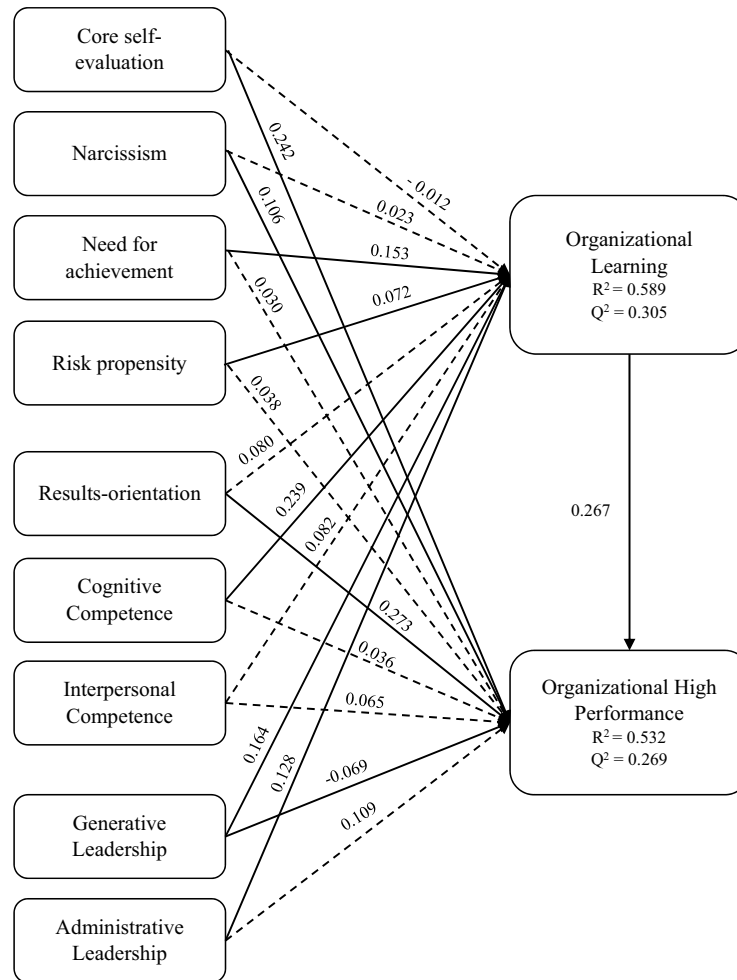 Core self-
evaluation
Narcissism
Need for
achievement
Risk propensity
Results-orientation
Cognitive
Competence
Interpersonal
Competence
Generative
Leadership
Administrative
Leadership
0.242
- 0.012
0.106
0.023
0.153
0.030
0.072
0.038
0.080
0.239
0.082
0.273
0.036
0.065
0.164
-0.069
0.128
0.109
Organizational
Learning
R² = 0.589
Q² = 0.305
0.267
Organizational High
Performance
R² = 0.532
Q² = 0.269